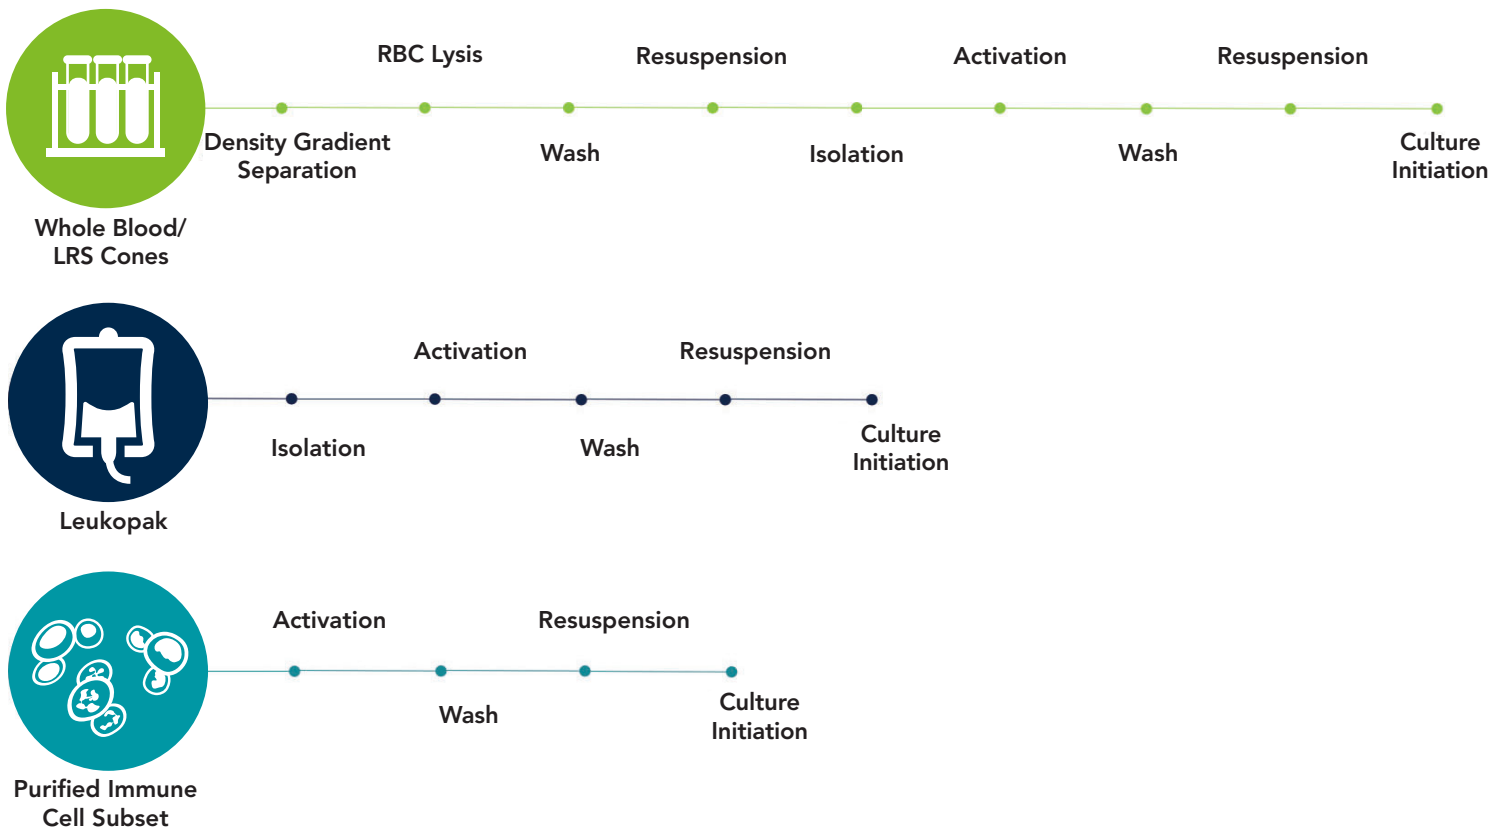 RBC Lysis
Resuspension
Activation
Resuspension
Density Gradient
Separation
Wash
Isolation
Wash
Culture
Initiation
Whole Blood/
LRS Cones
Activation
Resuspension
Isolation
Wash
Culture
Initiation
Leukopak
Activation
Resuspension
Wash
Culture
Initiation
Purified Immune
Cell Subset